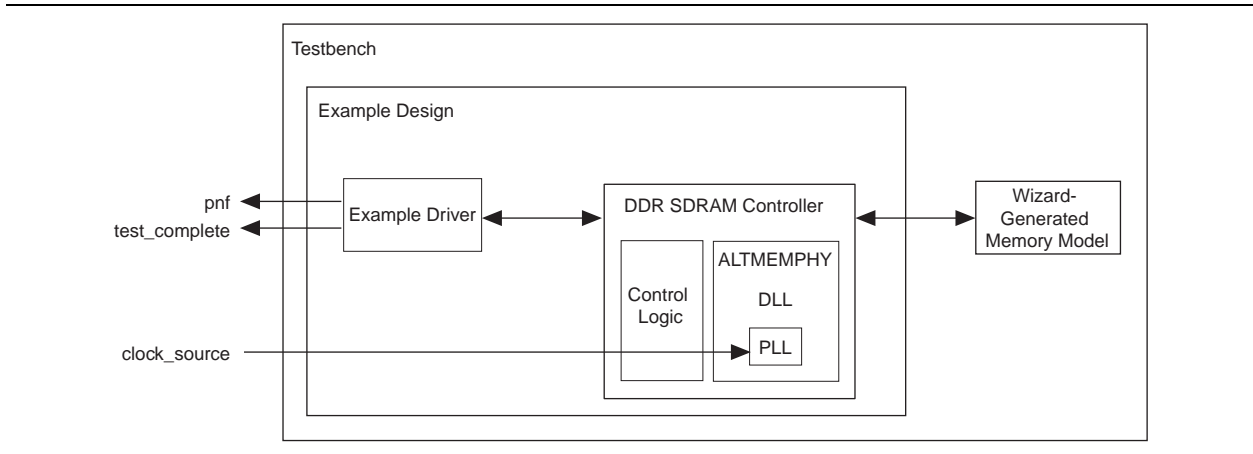 Testbench
Example Design
pnf
test_complete
Example Driver
DDR SDRAM Controller
Wizard-
Generated
Memory Model
Control
Logic
ALTMEMPHY
DLL
PLL
clock_source